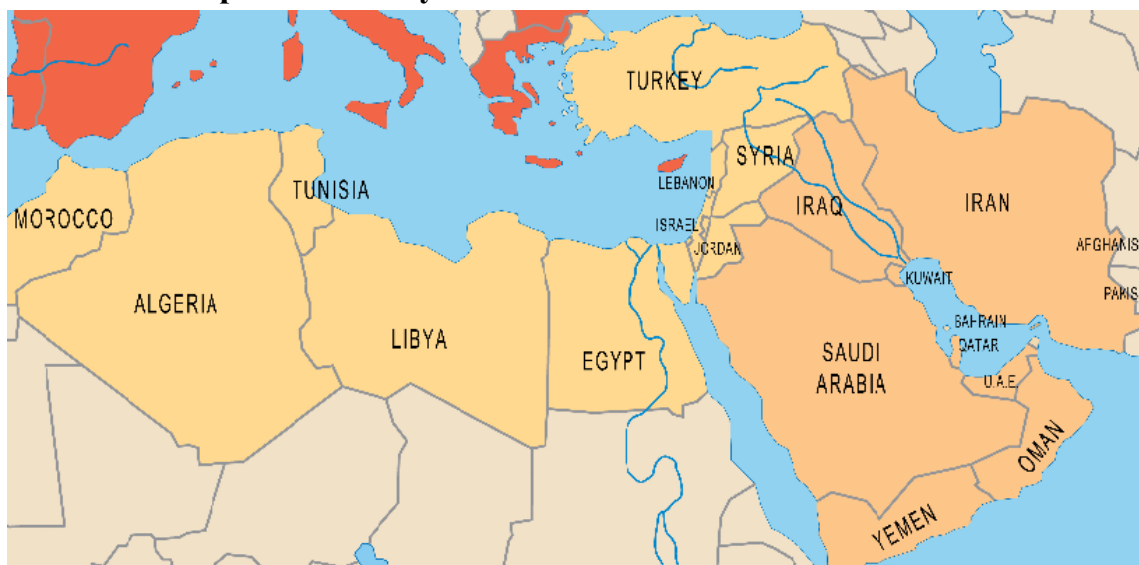 TURKEY
SYRIA
LEBANON
TUNISIA
MOROCCO
IRAQ
IRAN
ISRAEL
JORDAN
AFGHANIS
KUWAIT
PAKIS
ALGERIA
LIBYA
EGYPT
SAUDI
ARABIA
BAHRAIN
QATAR
U.A.E.
OMAN
YEMEN